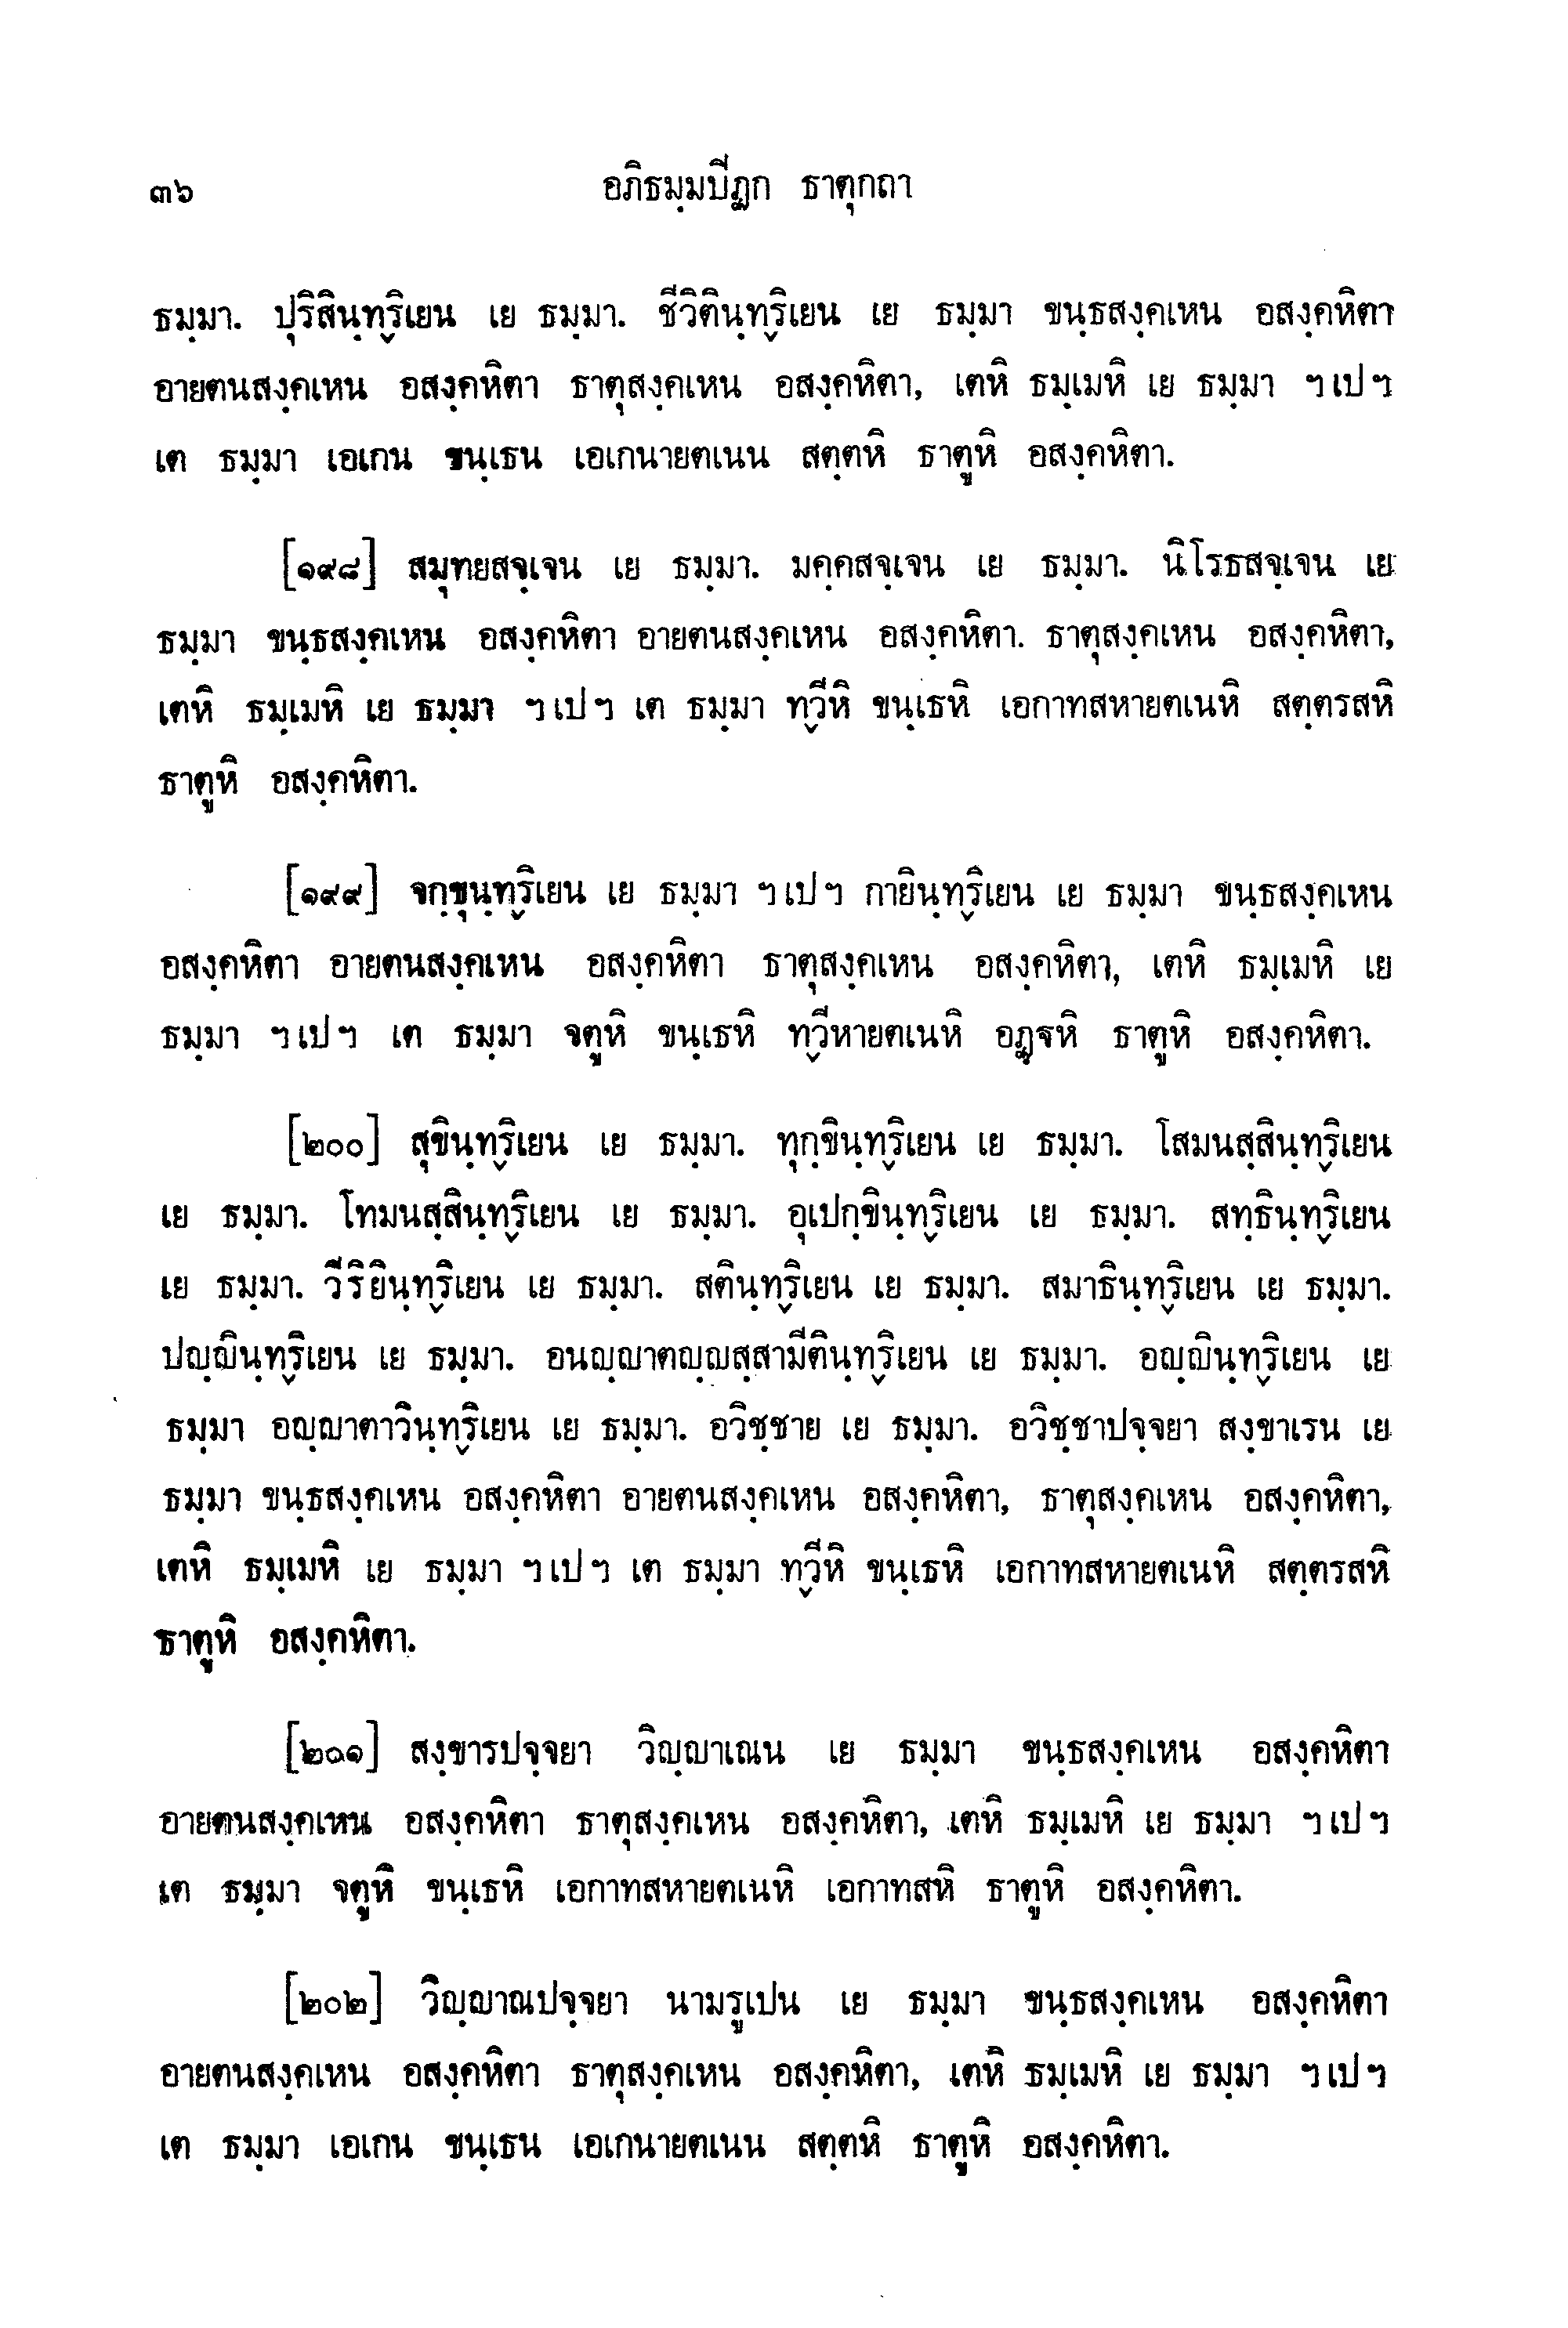 ๓๖ อภิธมฺมปีฏก ธาตุกถา
ธมฺมา. ปุริสินฺทฺริเยน เย ธมฺมา. ชีวิตินฺทฺริเยน เย ธมฺมา ขนฺธสงฺคเหน อสงฺคหิตา
อายตนสงฺคเหน อสงฺคหิตา ธาตุสงฺคเหน อสงฺคหิตา, เตหิ ธมฺเมหิ เย ธมฺมา ฯเปฯ
เต ธมฺมา เอเกน ขนฺเธน เอเกนายตเนน สตฺตหิ ธาตูหิ อสงฺคหิตา.
[๑๙๘] สมุทยสจฺเจน เย ธมฺมา. มคฺคสจฺเจน เย ธมฺมา. นิโรธสจฺเจน เย
ธมฺมา ขนฺธสงฺคเหน อสงฺคหิตา อายตนสงฺคเหน อสงฺคหิตา. ธาตุสงฺคเหน อสงฺคหิตา,
เตหิ ธมฺเมหิ เย ธมฺมา ฯเปฯ เต ธมฺมา ทฺวีหิ ขนฺเธหิ เอกาทสหายตเนหิ สตฺตรสหิ
ธาตูหิ อสงฺคหิตา.
[๑๙๙] จกฺขุนฺทฺริเยน เย ธมฺมา ฯเปฯ กายินฺทฺริเยน เย ธมฺมา ขนฺธสงฺคเหน
อสงฺคหิตา อายตนสงฺคเหน อสงฺคหิตา ธาตุสงฺคเหน อสงฺคหิตา, เตหิ ธมฺเมหิ เย
ธมฺมา ฯเปฯ เต ธมฺมา จตูหิ ขนฺเธหิ ทฺวีหายตเนหิ อฏฺฐหิ ธาตูหิ อสงฺคหิตา.
[๒๐๐] สุขินฺทฺริเยน เย ธมฺมา. ทุกฺขินฺทฺริเยน เย ธมฺมา. โสมนสฺสินฺทฺริเยน
เย ธมฺมา. โทมนสฺสินฺทฺริเยน เย ธมฺมา. อุเปกฺขินฺทฺริเยน เย ธมฺมา. สทฺธินฺทฺริเยน
เย ธมฺมา. วีริยินฺทฺริเยน เย ธมฺมา. สตินฺทฺริเยน เย ธมฺมา. สมาธินฺทฺริเยน เย ธมฺมา.
ปญฺญินฺทฺริเยน เย ธมฺมา. อนญฺญาตญฺญสฺสามีตินฺทฺริเยน เย ธมฺมา. อญฺญินฺทฺริเยน เย
ธมฺมา อญฺญาตาวินฺทฺริเยน เย ธมฺมา. อวิชฺชาย เย ธมฺมา. อวิชฺชาปจฺจยา สงฺขาเรน เย
ธมฺมา ขนฺธสงฺคเหน อสงฺคหิตา อายตนสงฺคเหน อสงฺคหิตา, ธาตุสงฺคเหน อสงฺคหิตา,
เตหิ ธมฺเมหิ เย ธมฺมา ฯเปฯ เต ธมฺมา ทฺวีหิ ขนฺเธหิ เอกาทสหายตเนหิ สตฺตรสหิ
ธาตูหิ อสงฺคหิตา.
[๒๐๑] สงฺขารปจฺจยา วิญฺญาเณน เย ธมฺมา ขนฺธสงฺคเหน อสงฺคหิตา
อายตนสงฺคเหน อสงฺคหิตา ธาตุสงฺคเหน อสงฺคหิตา, เตหิ ธมฺเมหิ เย ธมฺมา ฯเปฯ
เต ธมฺมา จตูหิ ขนฺเธหิ เอกาทสหายตเนหิ เอกาทสหิ ธาตูหิ อสงฺคหิตา.
[๒๐๒] วิญฺญาณปจฺจยา นามรูเปน เย ธมฺมา ขนฺธสงฺคเหน อสงฺคหิตา
อายตนสงฺคเหน อสงฺคหิตา ธาตุสงฺคเหน อสงฺคหิตา, เตหิ ธมฺเมหิ เย ธมฺมา ฯเปฯ
เต ธมฺมา เอเกน ขนฺเธน เอเกนายตเนน สตฺตหิ ธาตูหิ อสงฺคหิตา.